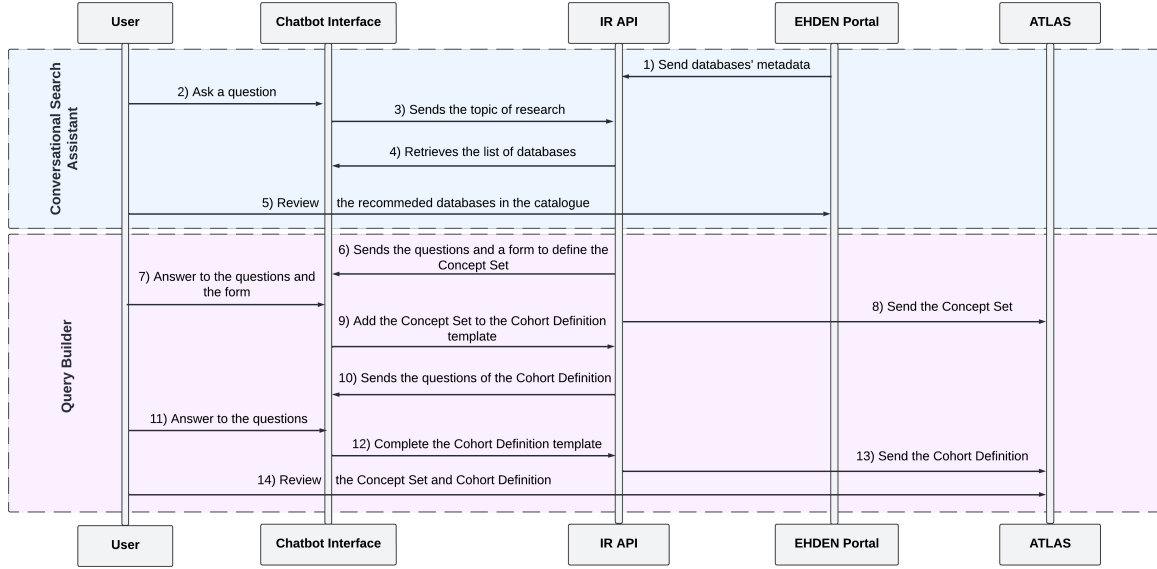 User
Chatbot Interface
IR API
EHDEN Portal
ATLAS
Conversational Search
Assistant
1) Send databases' metadata
2) Ask a question
3) Sends the topic of research
4) Retrieves the list of databases
5) Review the recommeded databases in the catalogue
Query Builder
6) Sends the questions and a form to define the
Concept Set
7) Answer to the questions and
the form
8) Send the Concept Set
9) Add the Concept Set to the Cohort Definition
template
10) Sends the questions of the Cohort Definition
11) Answer to the questions
12) Complete the Cohort Definition template
13) Send the Cohort Definition
14) Review the Concept Set and Cohort Definition
User
Chatbot Interface
IR API
EHDEN Portal
ATLAS